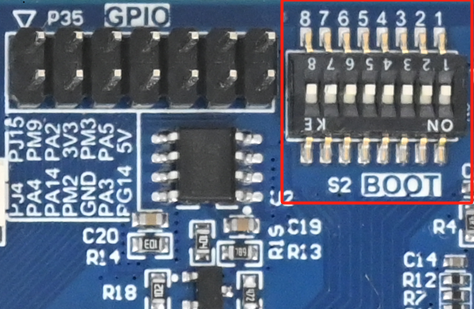 P35 GPIO
8 7 6 5 4 3 2 1
8 7 6 5 4 3 2 1
KE ON
S2 BOOT
PJ15 PM9 PA2 3V3 PM3 PA5 5V
PJ4 PA4 PA14 PM2 GND PA3 PG14
C20
R14
103
R18
C19
R15
R13
R4
C14
R12
R7